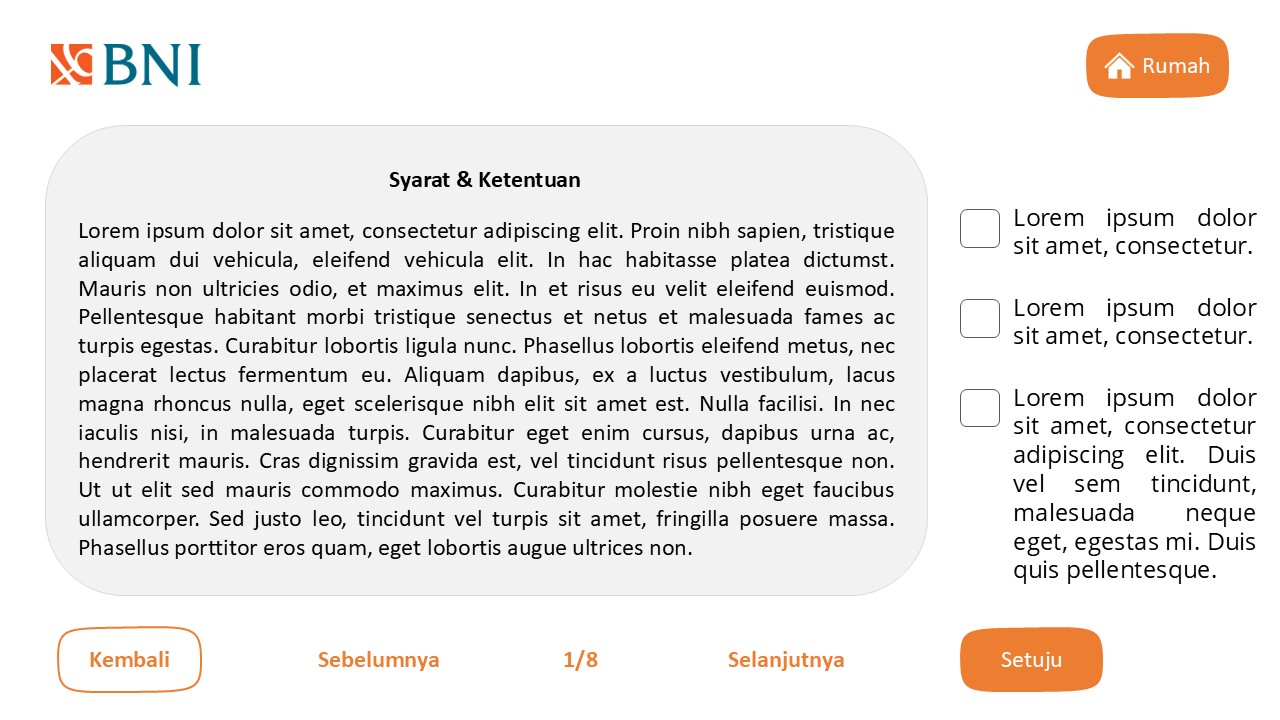 BNI
Rumah
Syarat & Ketentuan
Lorem ipsum dolor sit amet, consectetur adipiscing elit. Proin nibh sapien, tristique
aliquam dui vehicula, eleifend vehicula elit. In hac habitasse platea dictumst.
Mauris non ultricies odio, et maximus elit. In et risus eu velit eleifend euismod.
Pellentesque habitant morbi tristique senectus et netus et malesuada fames ac
turpis egestas. Curabitur lobortis ligula nunc. Phasellus lobortis eleifend metus, nec
placerat lectus fermentum eu. Aliquam dapibus, ex a luctus vestibulum, lacus
magna rhoncus nulla, eget scelerisque nibh elit sit amet est. Nulla facilisi. In nec
iaculis nisi, in malesuada turpis. Curabitur eget enim cursus, dapibus urna ac,
hendrerit mauris. Cras dignissim gravida est, vel tincidunt risus pellentesque non.
Ut ut elit sed mauris commodo maximus. Curabitur molestie nibh eget faucibus
ullamcorper. Sed justo leo, tincidunt vel turpis sit amet, fringilla posuere massa.
Phasellus porttitor eros quam, eget lobortis augue ultrices non.
Lorem ipsum dolor
sit amet, consectetur.
Lorem ipsum dolor
sit amet, consectetur.
Lorem ipsum dolor
sit amet, consectetur
adipiscing elit. Duis
vel sem tincidunt,
malesuada neque
eget, egestas mi. Duis
quis pellentesque.
Kembali
Sebelumnya
1/8
Selanjutnya
Setuju